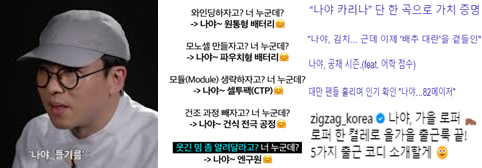 '나야, 들기름'
와인딩하자고? 너 누군데?
-> 나야~ 원통형 배터리😊
모노셀 만들자고? 너 누군데?
-> 나야~ 파우치형 배터리😊
모듈(Module) 생략하자고? 너 누군데?
-> 나야~ 셀투팩(CTP)😊
건조 과정 빼자고? 너 누군데?
-> 나야~ 건식 전극 공정😊
웃긴 밈 좀 알려달라고? 너 누군데?
-> 나야~ 엔구원😊
"나야 카리나" 단 한 곡으로 가치 증명
"나야, 김치... 근데 이제 '배추 대란'을 곁들인"
나야, 공채 시즌.(feat. 어학 점수)
대만 팬들 홀리며 인기 확인 "나야...82메이저"
zigzag_korea 나야, 가을 로퍼
로퍼 한 켤레로 올가을 출근룩 끝!
5가지 출근 코디 소개할게